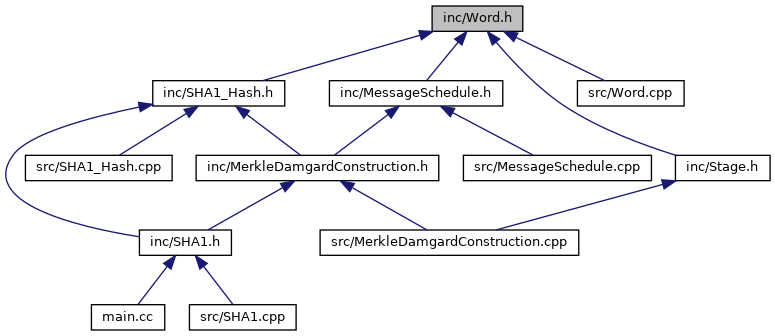 inc/Word.h
inc/SHA1_Hash.h
inc/MessageSchedule.h
src/Word.cpp
src/SHA1_Hash.cpp
inc/MerkleDamgardConstruction.h
src/MessageSchedule.cpp
inc/Stage.h
inc/SHA1.h
src/MerkleDamgardConstruction.cpp
main.cc
src/SHA1.cpp